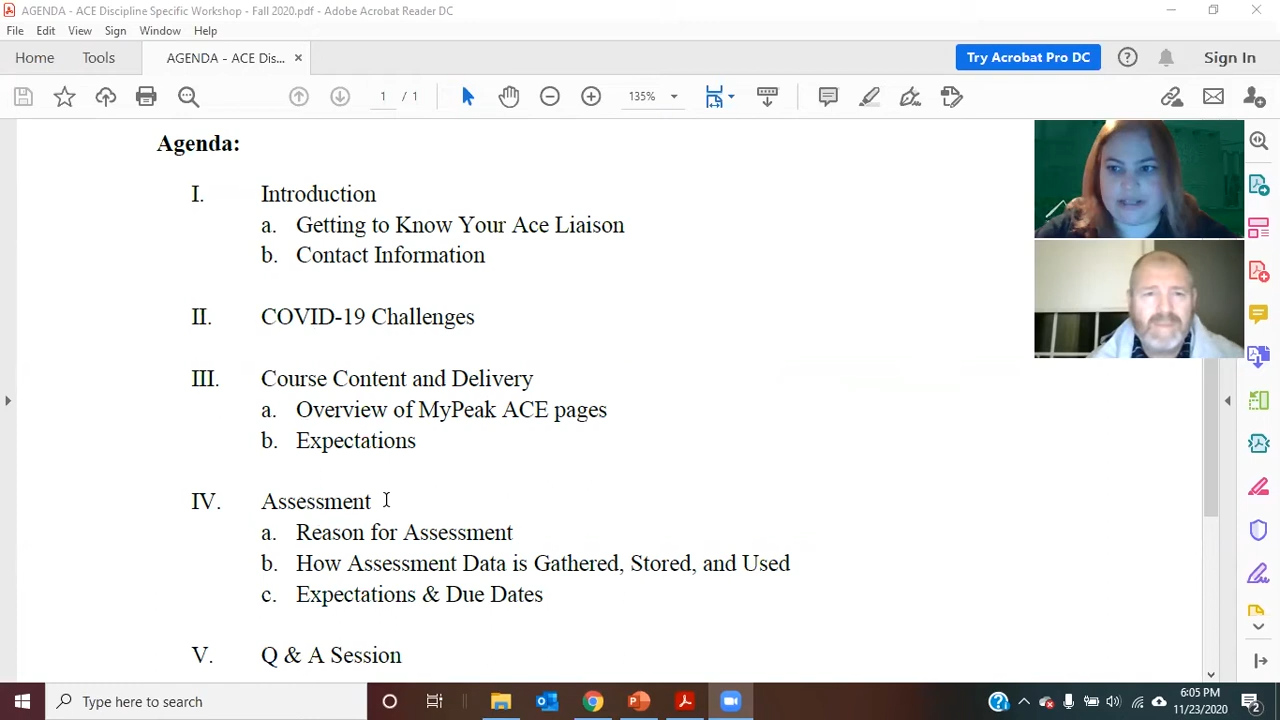 AGENDA - ACE Discipline Specific Workshop - Fall 2020.pdf - Adobe Acrobat Reader DC
File Edit View Sign Window Help
Home Tools AGENDA - ACE Dis... × Try Acrobat Pro DC Sign In
1 / 1 135%
Agenda:
I. Introduction
a. Getting to Know Your Ace Liaison
b. Contact Information
II. COVID-19 Challenges
III. Course Content and Delivery
a. Overview of MyPeak ACE pages
b. Expectations
IV. Assessment
a. Reason for Assessment
b. How Assessment Data is Gathered, Stored, and Used
c. Expectations & Due Dates
V. Q & A Session
Type here to search
6:05 PM
11/23/2020
2